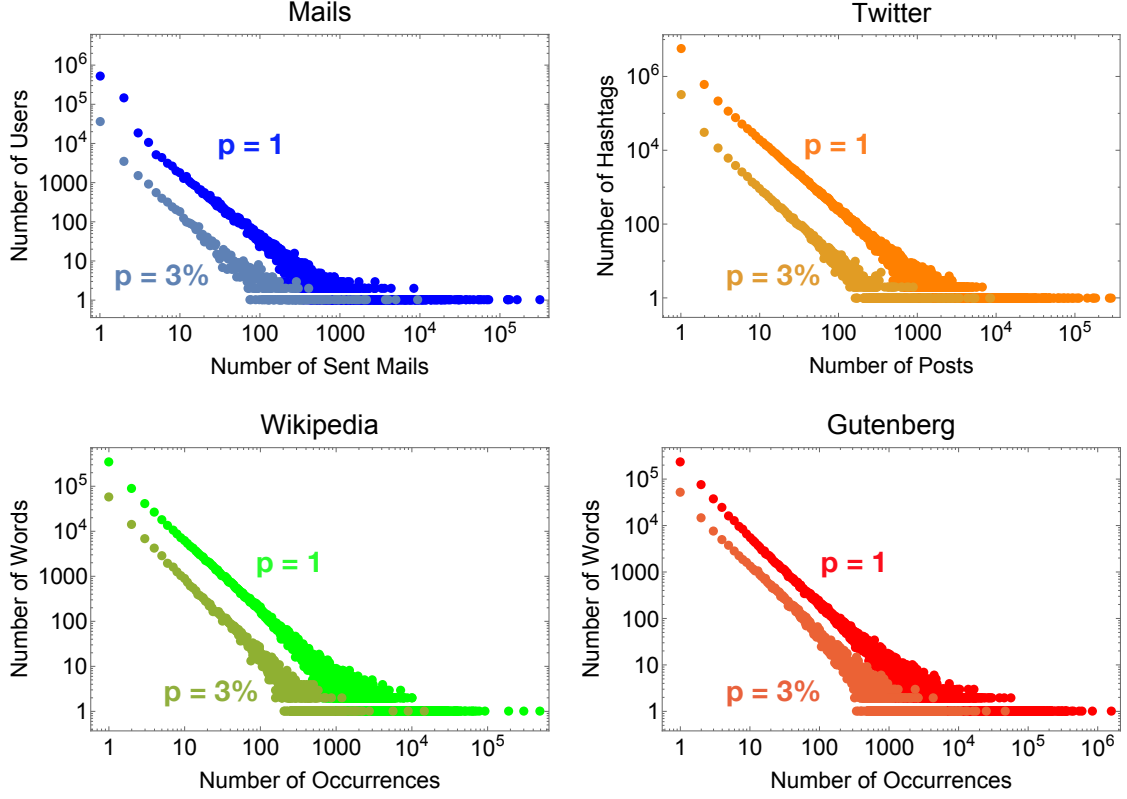 Mails
Number of Users
10^6
10^5
10^4
1000
100
10
1
p = 1
p = 3%
1 10 100 1000 10^4 10^5
Number of Sent Mails
Twitter
Number of Hashtags
10^6
10^4
100
1
p = 1
p = 3%
1 10 100 1000 10^4 10^5
Number of Posts
Wikipedia
Number of Words
10^5
10^4
1000
100
10
1
p = 1
p = 3%
1 10 100 1000 10^4 10^5
Number of Occurrences
Gutenberg
Number of Words
10^5
10^4
1000
100
10
1
p = 1
p = 3%
1 10 100 1000 10^4 10^5 10^6
Number of Occurrences